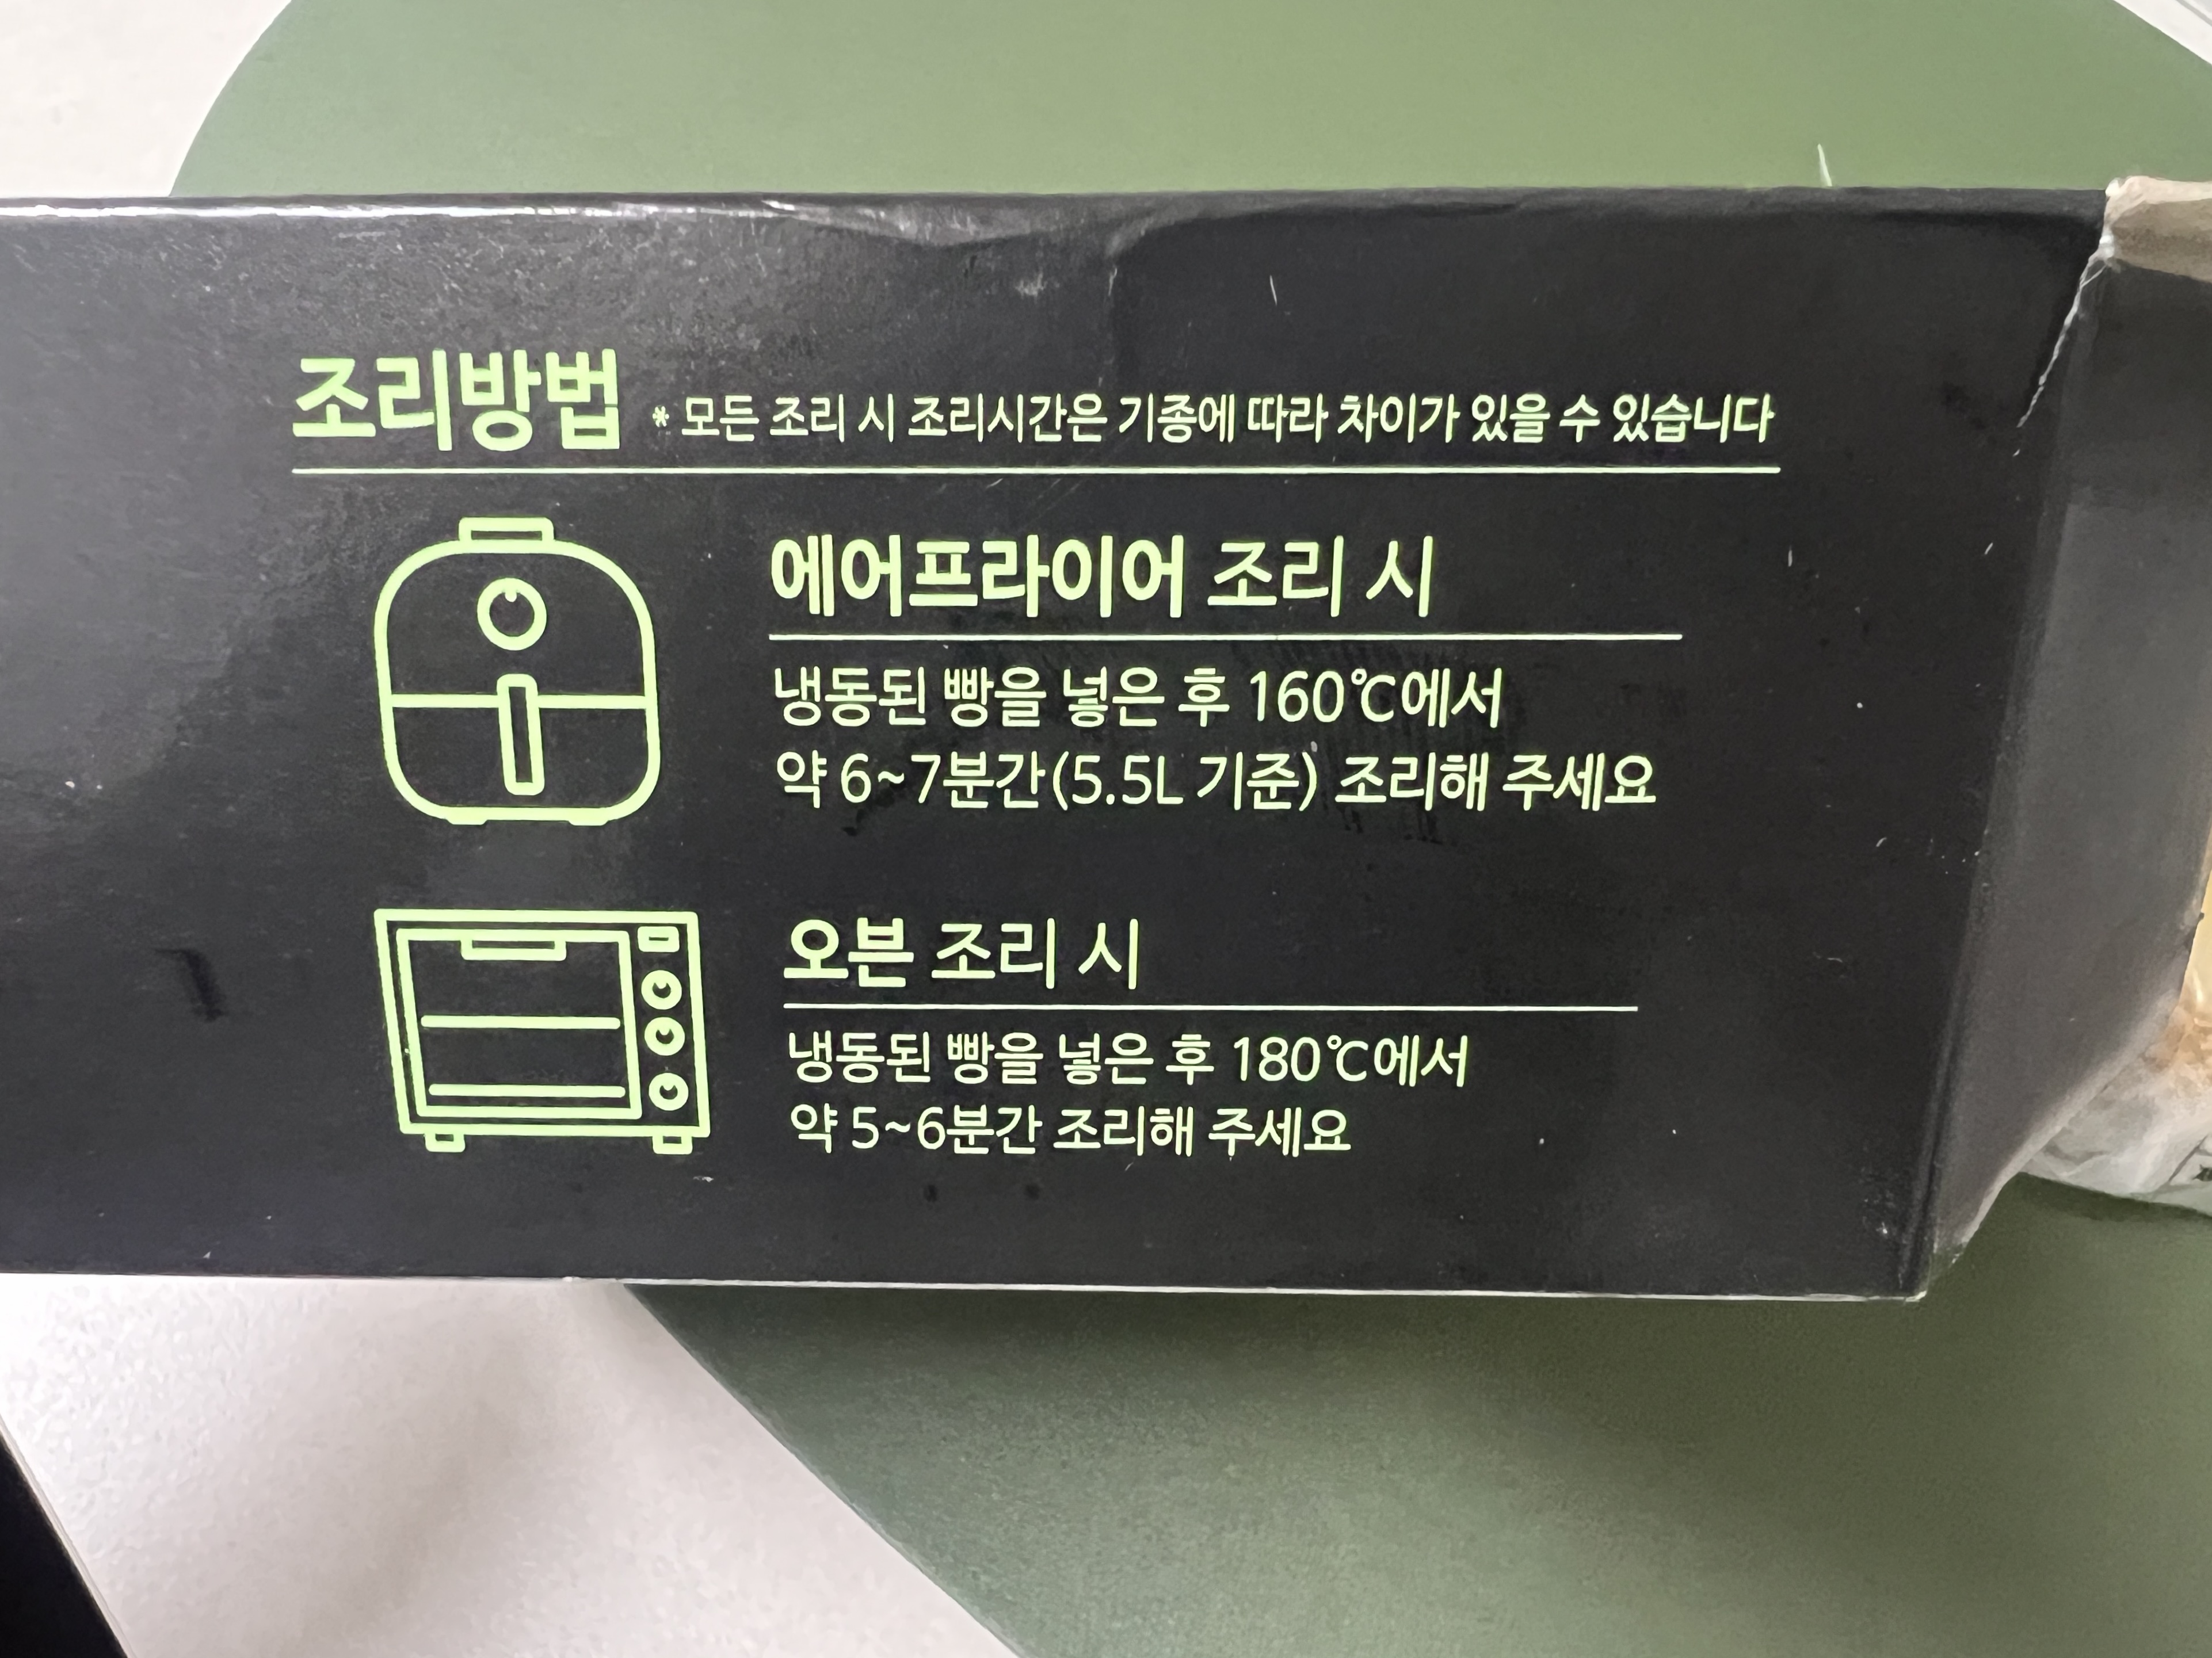 조리방법 * 모든 조리 시 조리시간은 기종에 따라 차이가 있을 수 있습니다
에어프라이어 조리 시
냉동된 빵을 넣은 후 160℃에서
약 6~7분간(5.5L 기준) 조리해 주세요
오븐 조리 시
냉동된 빵을 넣은 후 180℃에서
약 5~6분간 조리해 주세요